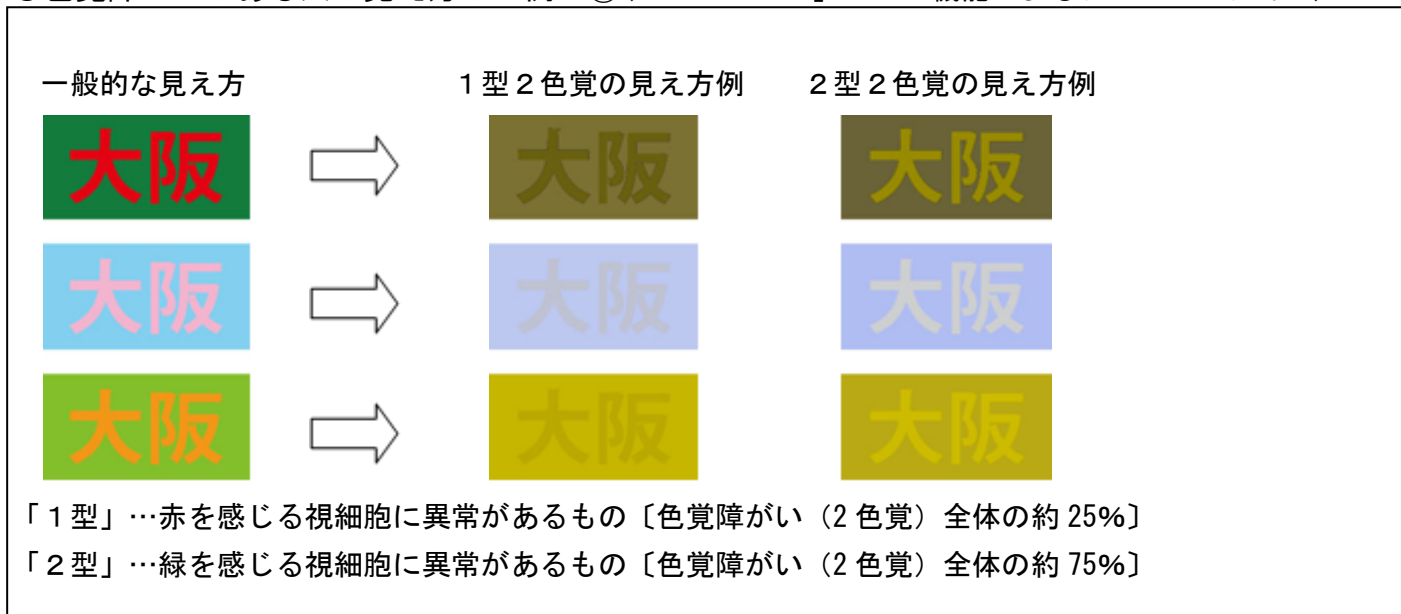 一般的な見え方 1型2色覚の見え方例 2型2色覚の見え方例
大阪 大阪 大阪
大阪 大阪 大阪
大阪 大阪 大阪
「1型」…赤を感じる視細胞に異常があるもの〔色覚障がい（2色覚）全体の約25%〕
「2型」…緑を感じる視細胞に異常があるもの〔色覚障がい（2色覚）全体の約75%〕